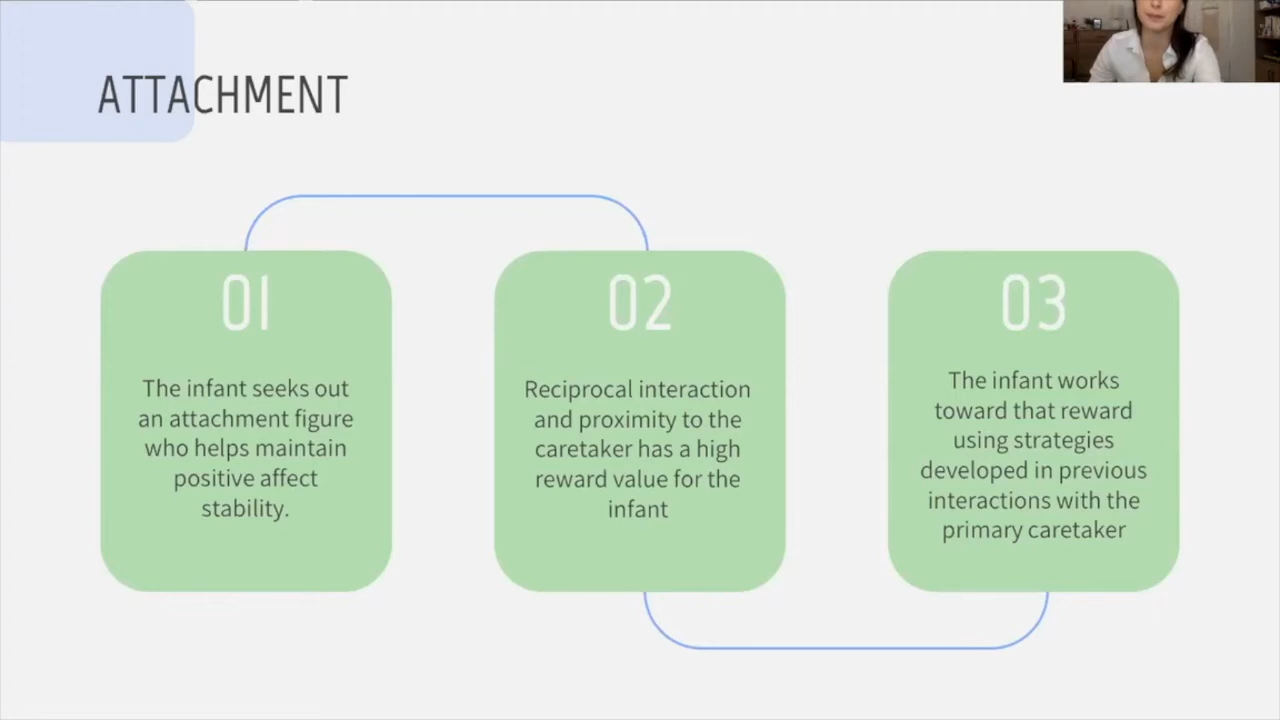 ATTACHMENT
01
The infant seeks out
an attachment figure
who helps maintain
positive affect
stability.
02
Reciprocal interaction
and proximity to the
caretaker has a high
reward value for the
infant
03
The infant works
toward that reward
using strategies
developed in previous
interactions with the
primary caretaker